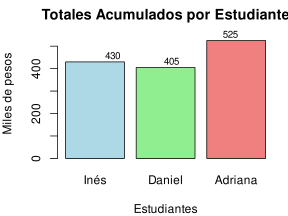 Totales Acumulados por Estudiante
Miles de pesos
400
200
0
430
405
525
Inés
Daniel
Adriana
Estudiantes